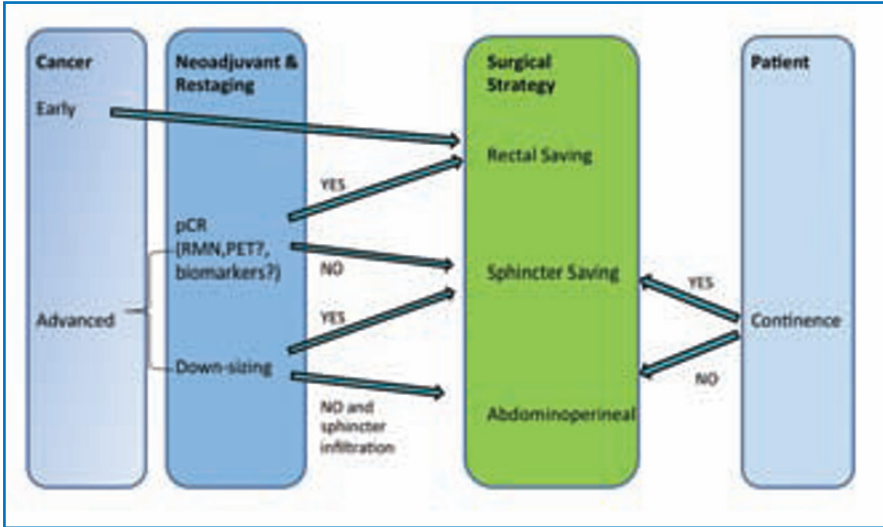 Cancer
Early
Advanced
Neoadjuvant &
Restaging
pCR
(RMN,PET?,
biomarkers?)
Down-sizing
YES
NO
YES
NO and
sphincter
infiltration
Surgical
Strategy
Rectal Saving
Sphincter Saving
Abdominoperineal
YES
NO
Patient
Continence